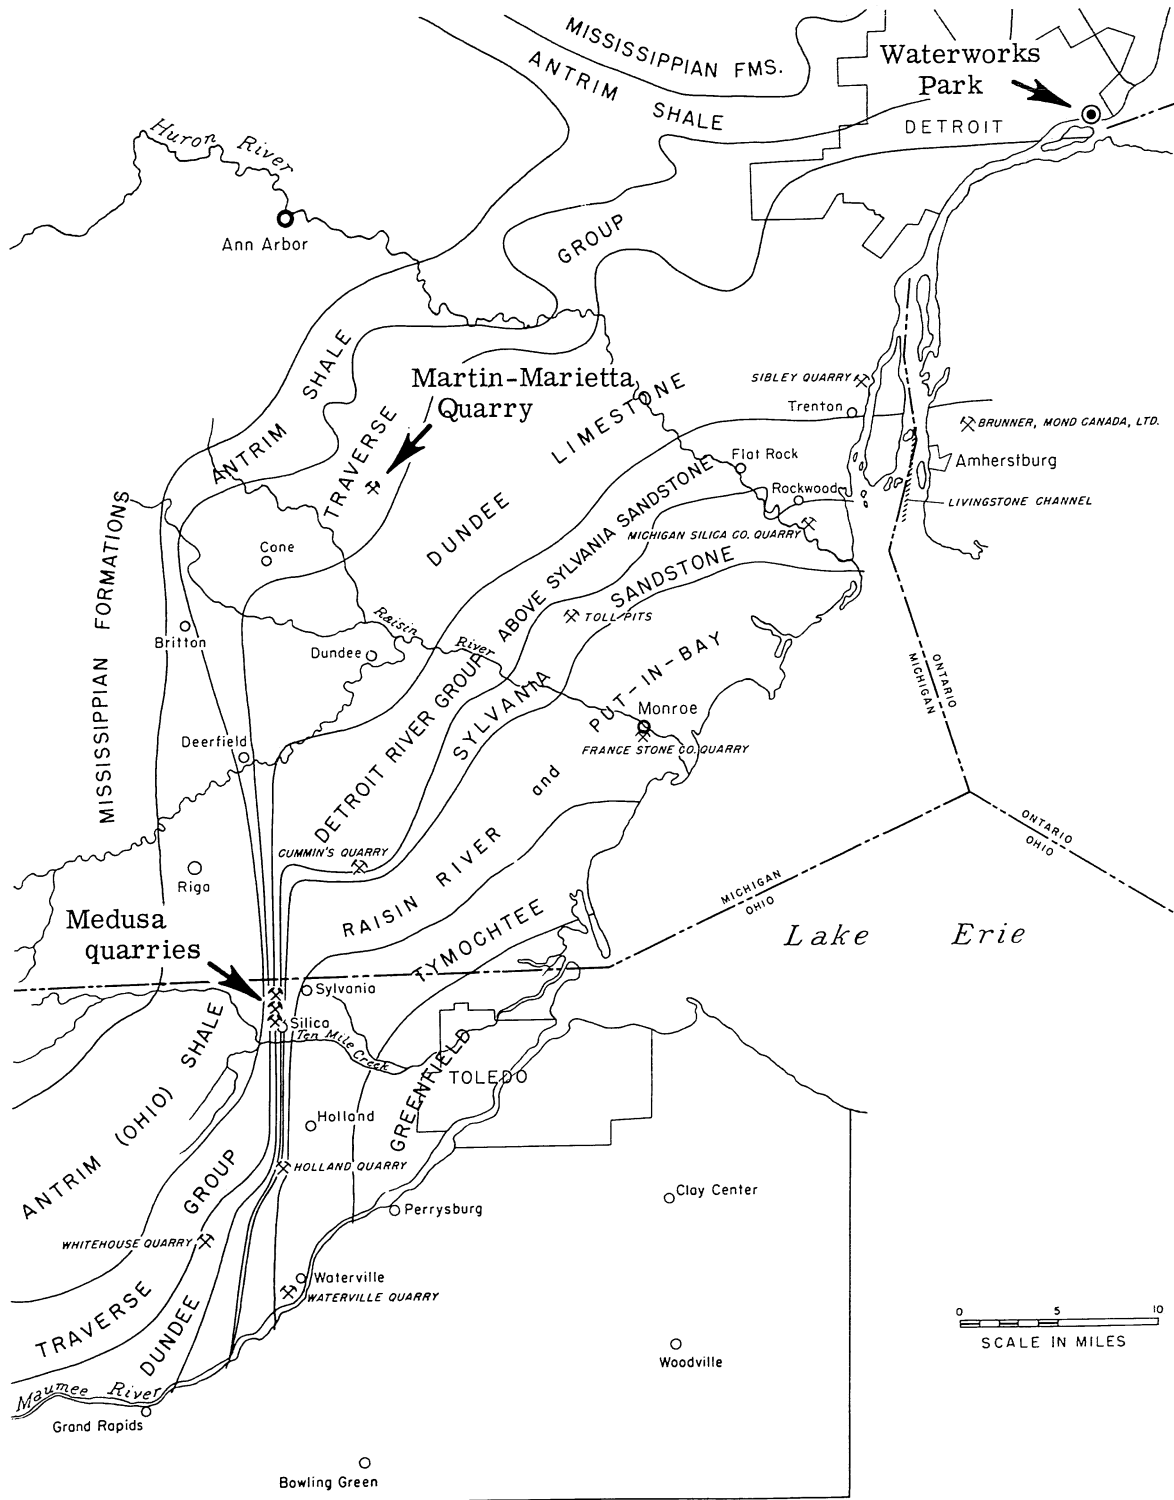 MISSISSIPPIAN FMS.
ANTRIM SHALE
Waterworks
Park
DETROIT
Huron River
Ann Arbor
GROUP
ANTRIM SHALE
Martin-Marietta
Quarry
TRAVERSE
LIMESTONE
DUNDEE
SIBLEY QUARRY
Trenton
BRUNNER, MOND CANADA, LTD.
Amherstburg
LIVINGSTONE CHANNEL
Flat Rock
Rockwood
MICHIGAN SILICA CO. QUARRY
MISSISSIPPIAN FORMATIONS
Cone
Britton
Dundee
Raisin River
DETROIT RIVER GROUP ABOVE SYLVANIA SANDSTONE
SYLVANIA SANDSTONE
TOLL PITS
PUT-IN-BAY
Monroe
FRANCE STONE CO. QUARRY
ONTARIO
MICHIGAN
Deerfield
and
CUMMIN'S QUARRY
RAISIN RIVER
Riga
ONTARIO
OHIO
MICHIGAN
OHIO
Medusa
quarries
TYMOCHTEE
Lake Erie
Sylvania
Silica
Ten Mile Creek
GREENFIELD
TOLEDO
ANTRIM (OHIO) SHALE
Holland
HOLLAND QUARRY
GROUP
Perrysburg
Clay Center
WHITEHOUSE QUARRY
Waterville
WATERVILLE QUARRY
TRAVERSE
DUNDEE
0 5 10
SCALE IN MILES
Woodville
Maumee River
Grand Rapids
Bowling Green